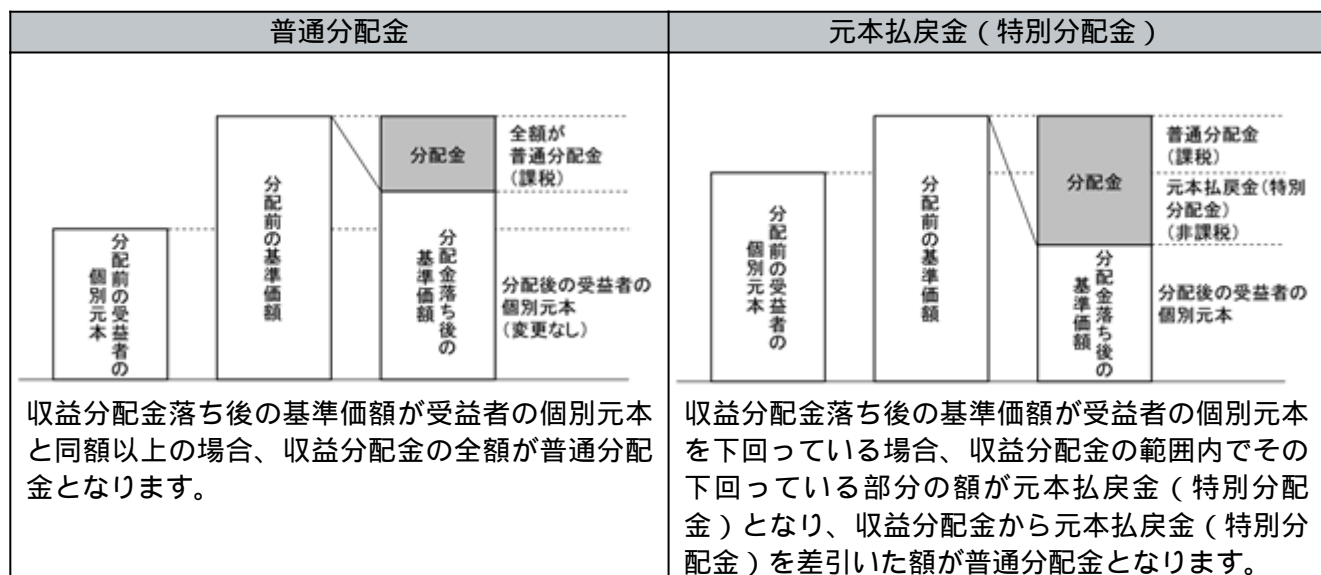 普通分配金
分配前の受益者の
個別元本
分配前の基準価額
分配金
分配金落ち後の
基準価額
全額が
普通分配金
(課税)
分配後の受益者の
個別元本
(変更なし)
収益分配金落ち後の基準価額が受益者の個別元本
と同額以上の場合、収益分配金の全額が普通分配
金となります。
元本払戻金(特別分配金)
分配前の受益者の
個別元本
分配前の基準価額
分配金
分配金落ち後の
基準価額
普通分配金
(課税)
元本払戻金(特別
分配金)
(非課税)
分配後の受益者の
個別元本
収益分配金落ち後の基準価額が受益者の個別元本
を下回っている場合、収益分配金の範囲内でその
下回っている部分の額が元本払戻金(特別分配
金)となり、収益分配金から元本払戻金(特別分
配金)を差引いた額が普通分配金となります。